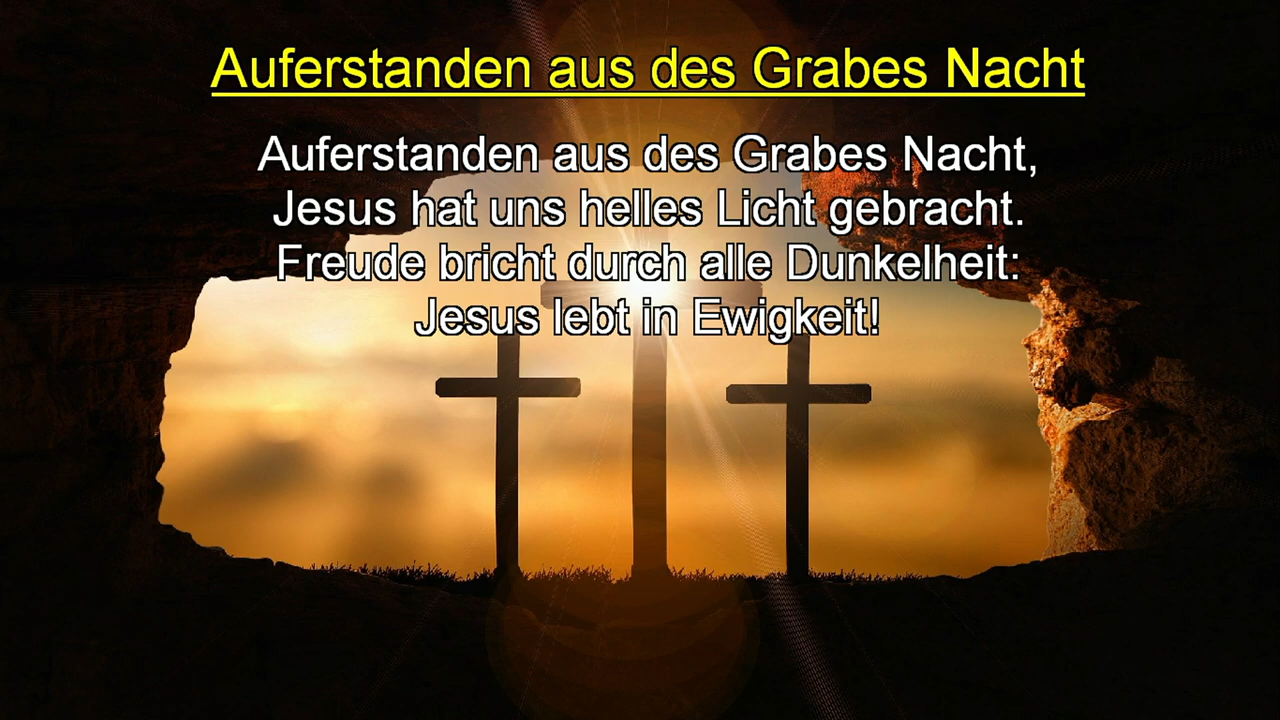 Auferstanden aus des Grabes Nacht
Auferstanden aus des Grabes Nacht,
Jesus hat uns helles Licht gebracht.
Freude bricht durch alle Dunkelheit:
Jesus lebt in Ewigkeit!